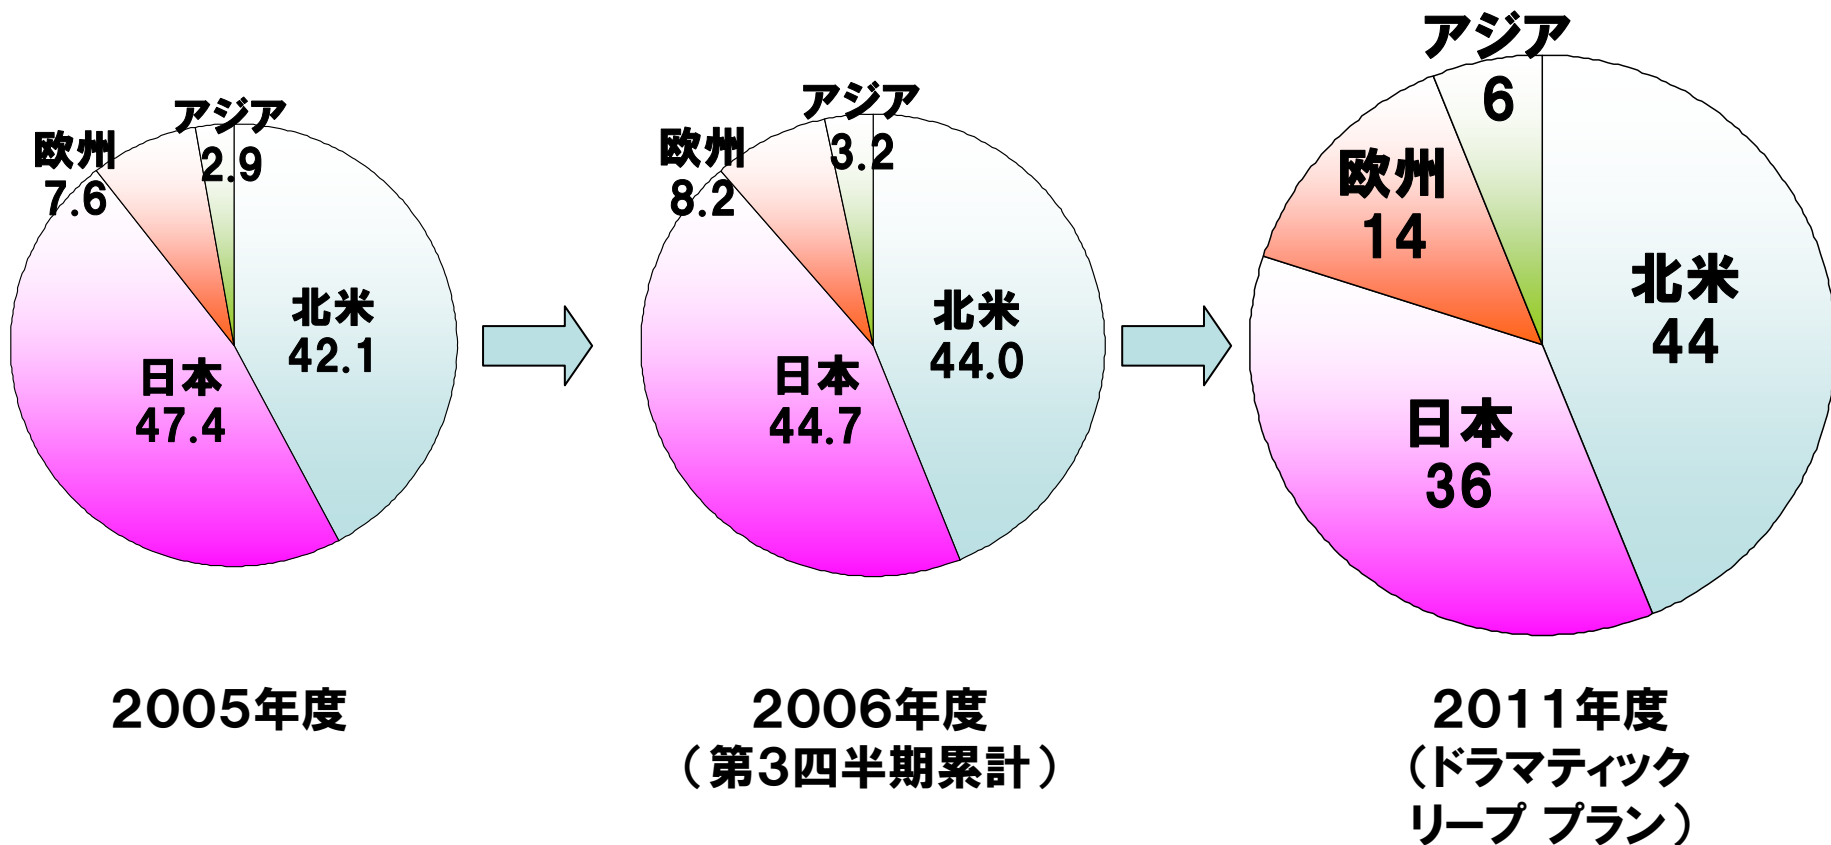 アジア
2.9
欧州
7.6
北米
42.1
日本
47.4
2005年度
アジア
3.2
欧州
8.2
北米
44.0
日本
44.7
2006年度
（第3四半期累計）
アジア
6
欧州
14
北米
44
日本
36
2011年度
（ドラマティック
リープ プラン）